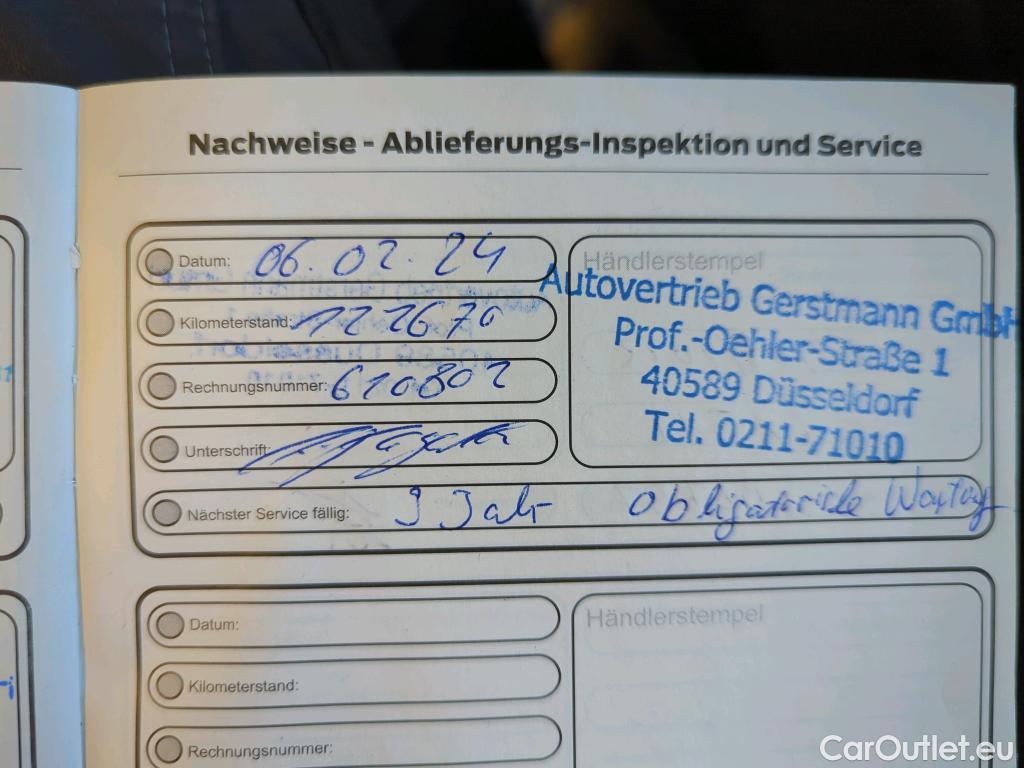 Nachweise - Ablieferungs-Inspektion und Service
Datum: 06.02.24
Kilometerstand: 122670
Rechnungsnummer: 610802
Unterschrift:
Händlerstempel
Autovertrieb Gerstmann GmbH
Prof.-Oehler-Straße 1
40589 Düsseldorf
Tel. 0211-71010
Nächster Service fällig: 1 Jahr obligatorische Wartung
Datum:
Kilometerstand:
Rechnungsnummer:
Händlerstempel
CarOutlet.eu